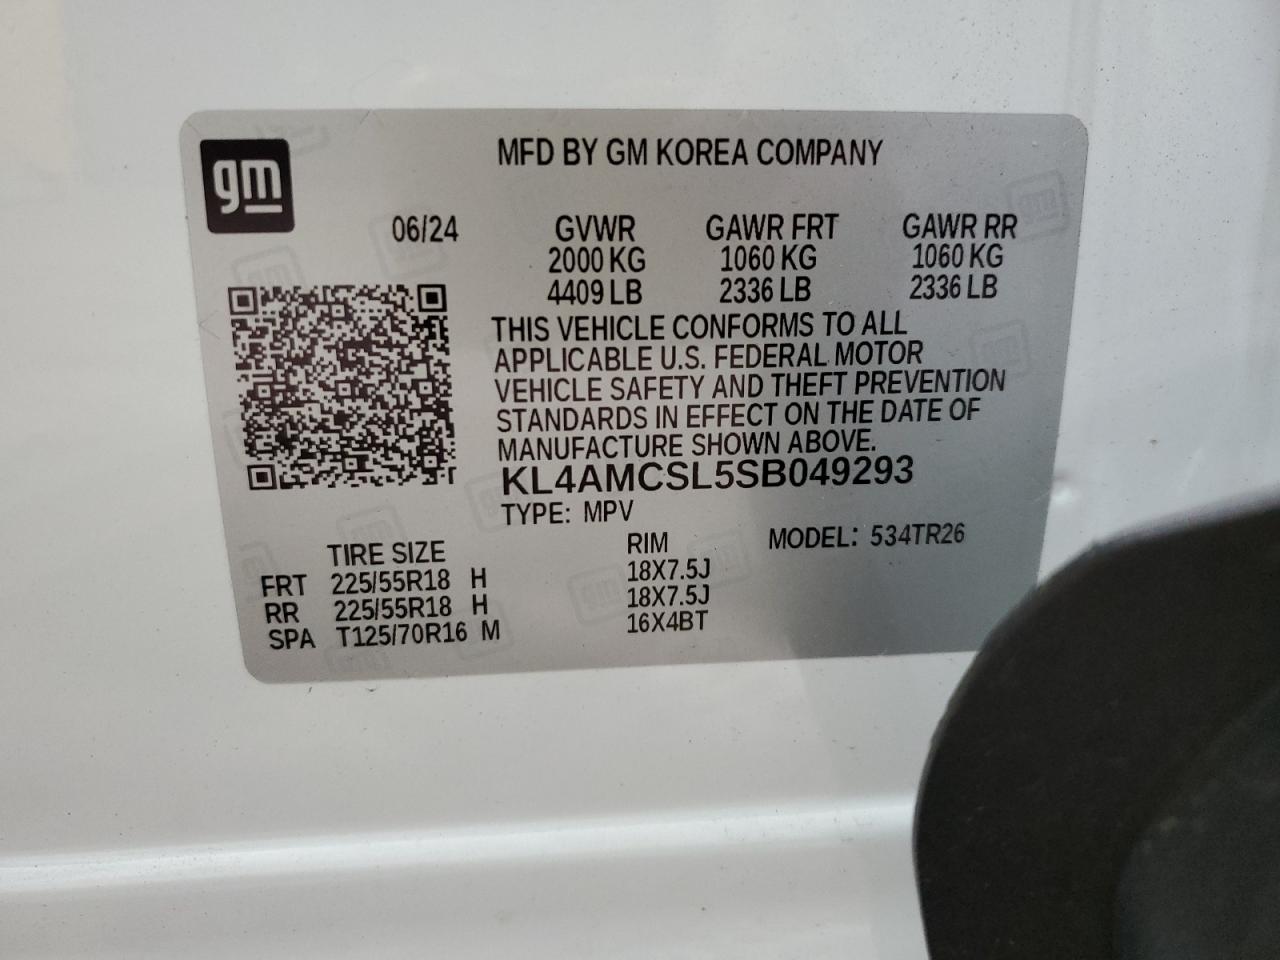 gm
MFD BY GM KOREA COMPANY
06/24 GVWR GAWR FRT GAWR RR
2000 KG 1060 KG 1060 KG
4409 LB 2336 LB 2336 LB
THIS VEHICLE CONFORMS TO ALL
APPLICABLE U.S. FEDERAL MOTOR
VEHICLE SAFETY AND THEFT PREVENTION
STANDARDS IN EFFECT ON THE DATE OF
MANUFACTURE SHOWN ABOVE.
KL4AMCSL5SB049293
TYPE: MPV
TIRE SIZE RIM MODEL: 534TR26
FRT 225/55R18 H 18X7.5J
RR 225/55R18 H 18X7.5J
SPA T125/70R16 M 16X4BT